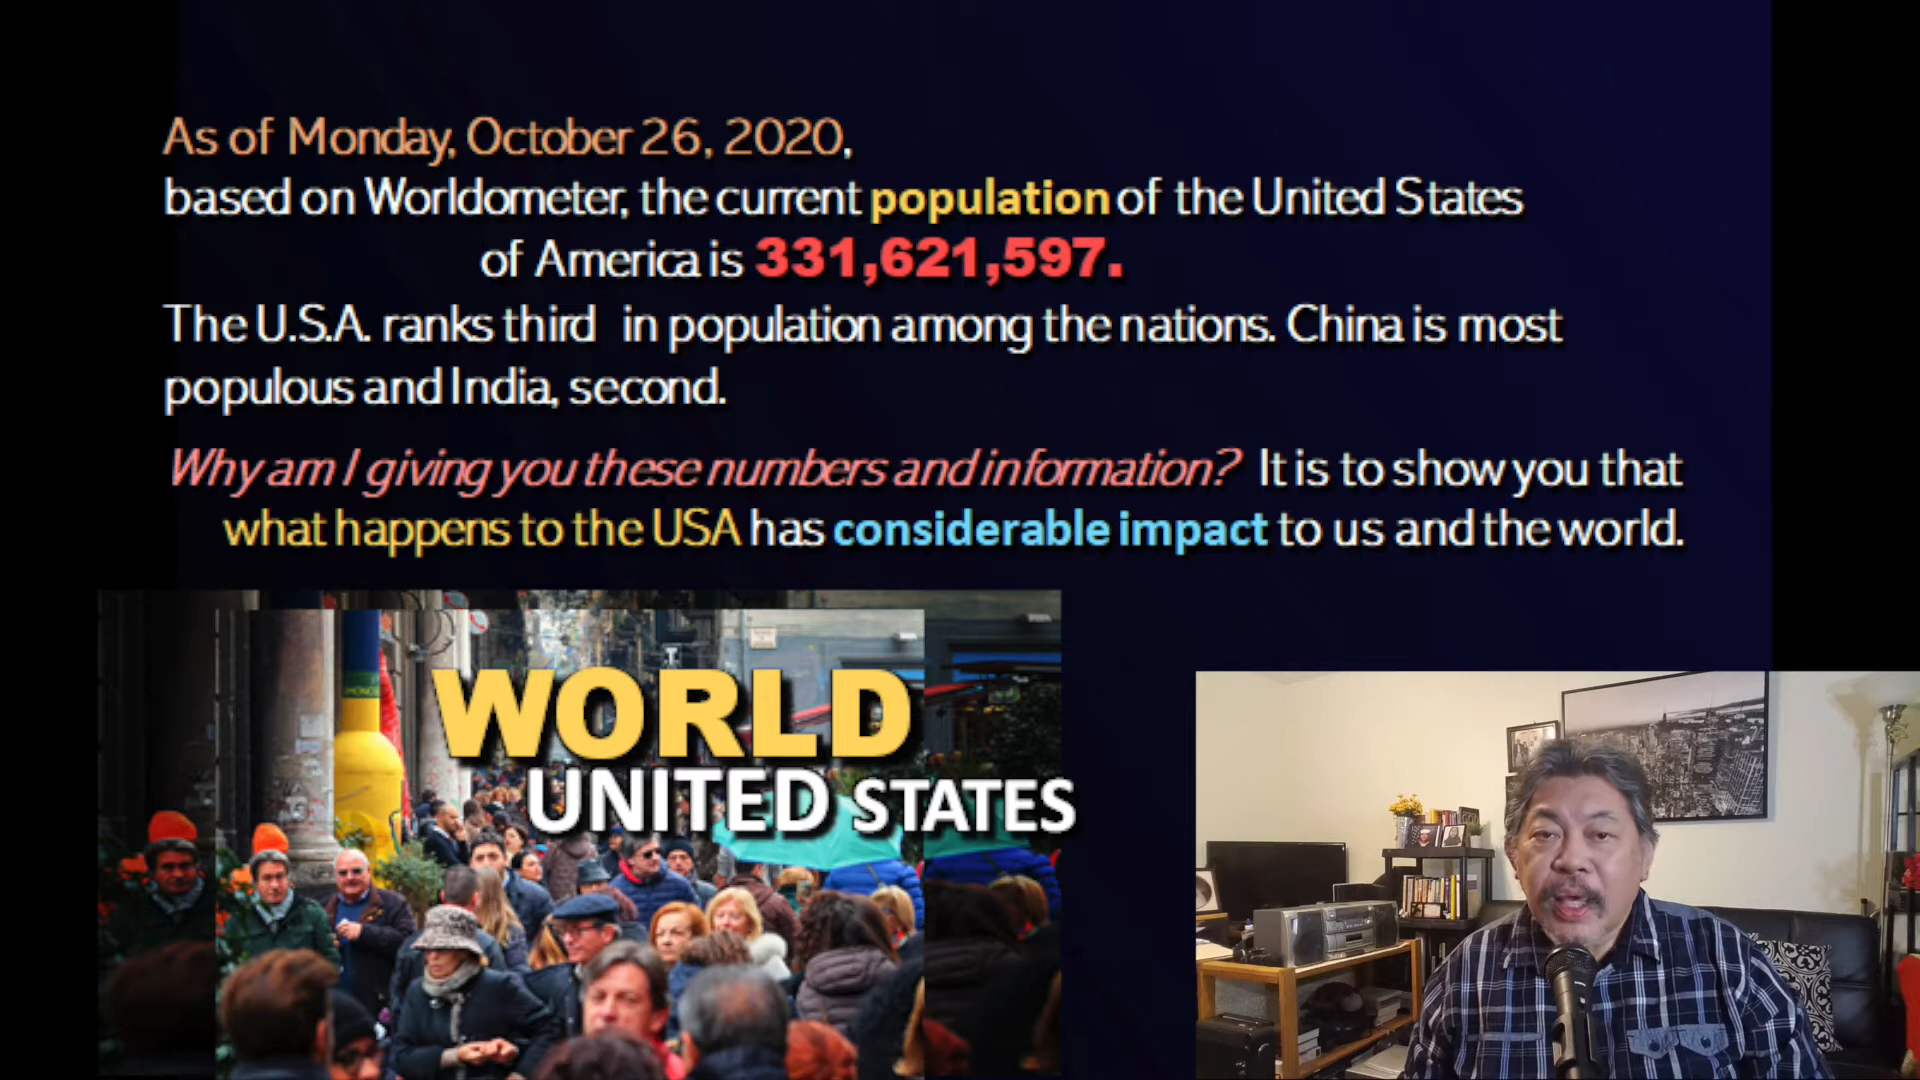 As of Monday, October 26, 2020,
based on Worldometer, the current population of the United States
of America is 331,621,597.
The U.S.A. ranks third in population among the nations. China is most
populous and India, second.
Why am I giving you these numbers and information? It is to show you that
what happens to the USA has considerable impact to us and the world.
WORLD
UNITED STATES